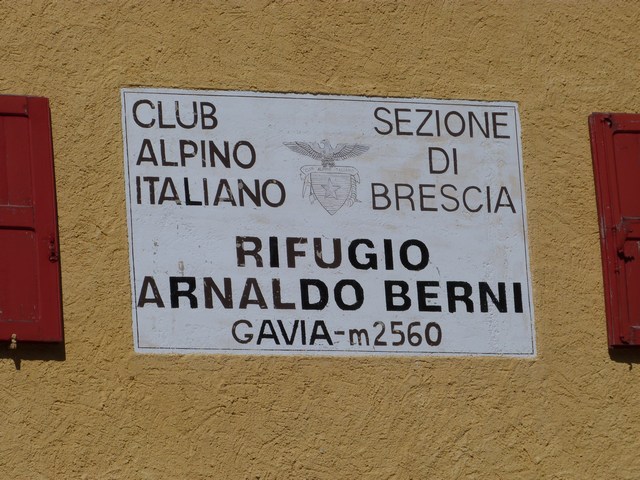 CLUB
ALPINO
ITALIANO
SEZIONE
DI
BRESCIA
RIFUGIO
ARNALDO BERNI
GAVIA-m2560